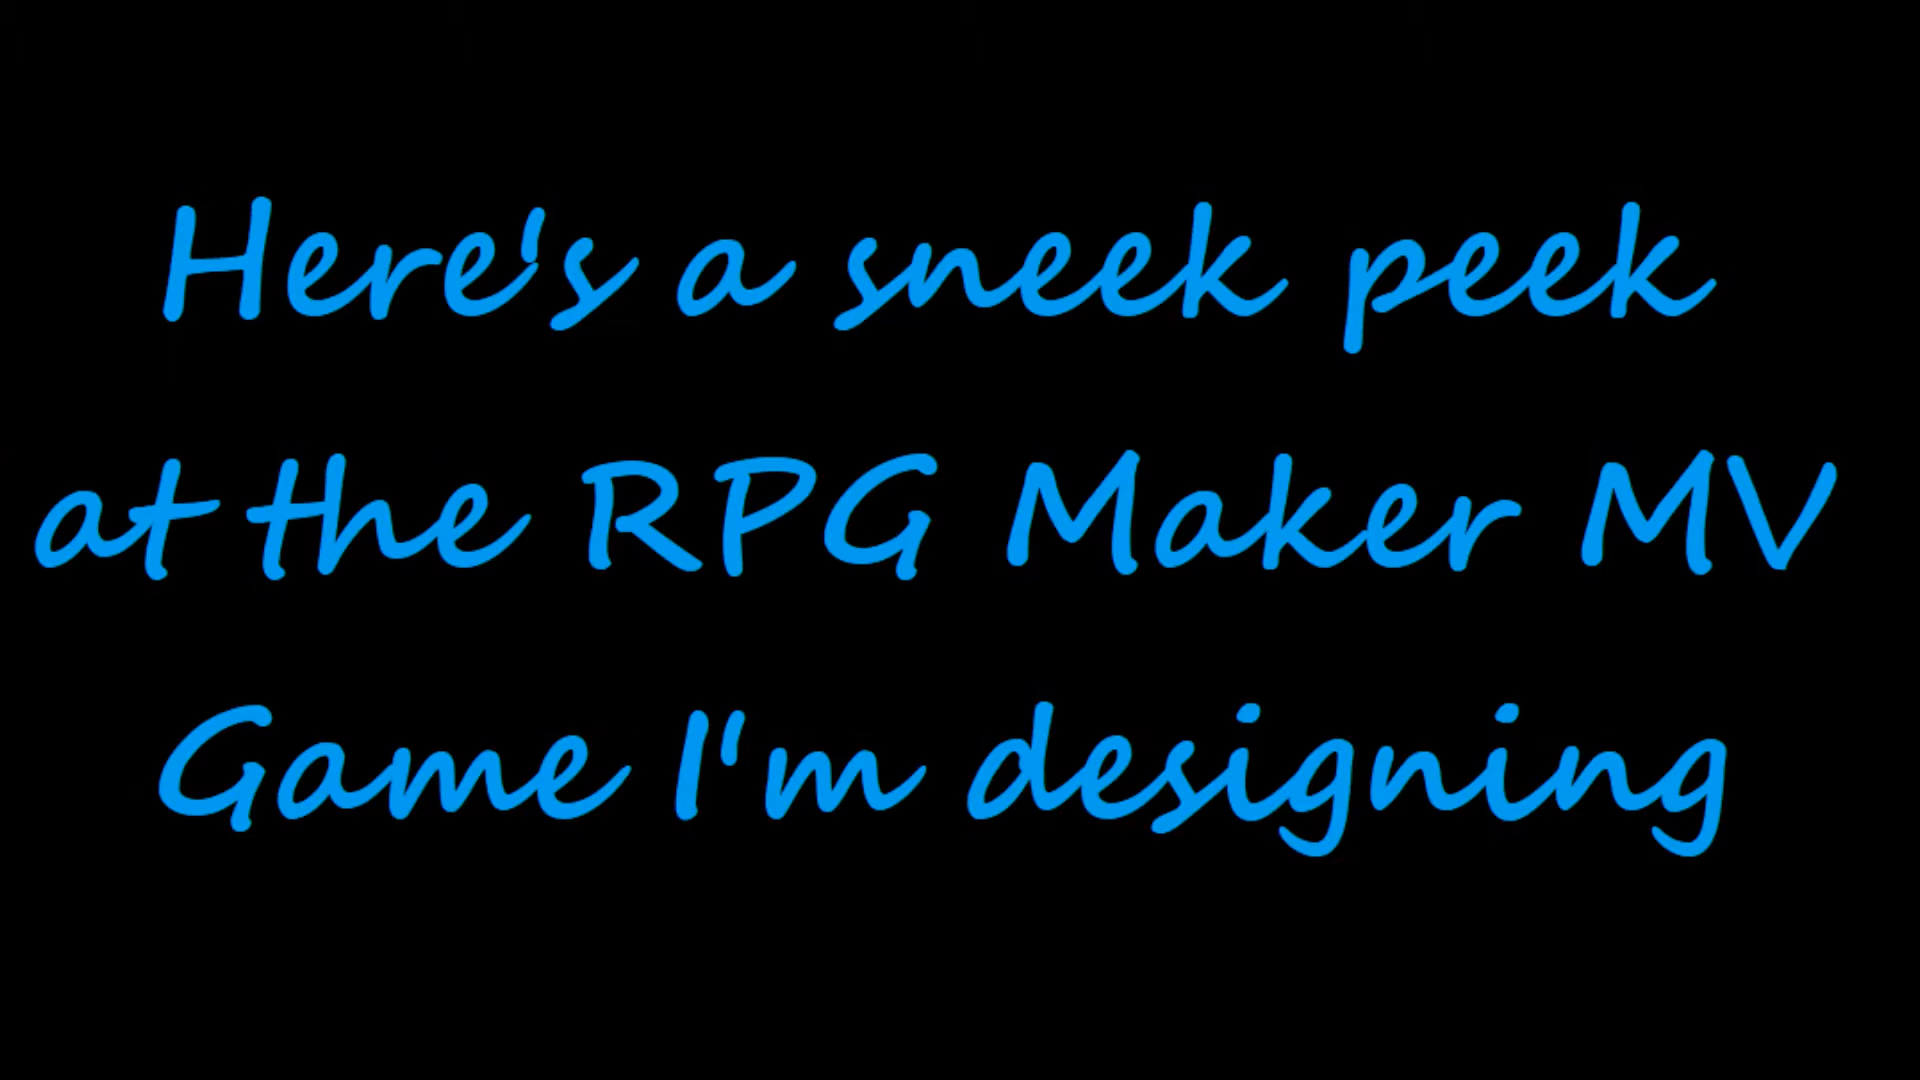 Here's a sneek peek
at the RPG Maker MV
Game I'm designing